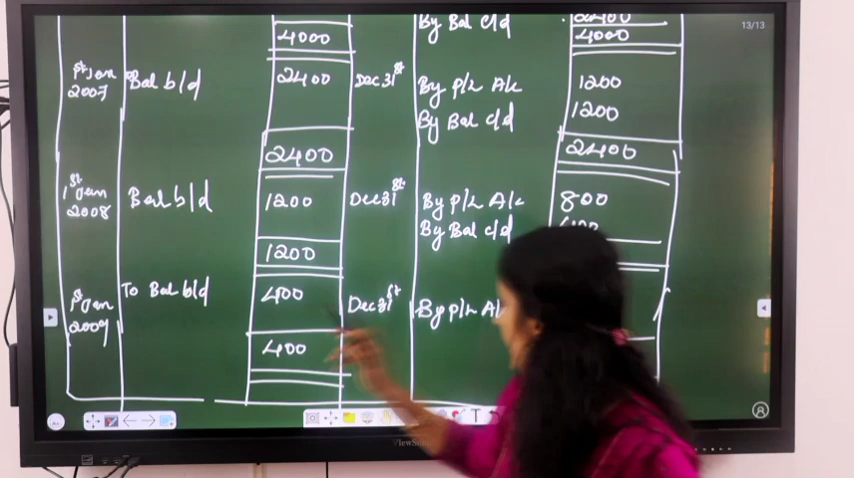 By Bal c/d 2400
4000 4000
13/13
1st Jan 2007 Bal b/d 2400 Dec 31st By P/L A/c 1200
By Bal c/d 1200
2400 2400
1st Jan 2008 Bal b/d 1200 Dec 31st By P/L A/c 800
By Bal c/d
1200
1st Jan 2009 To Bal b/d 400 Dec 31st By P/L
400